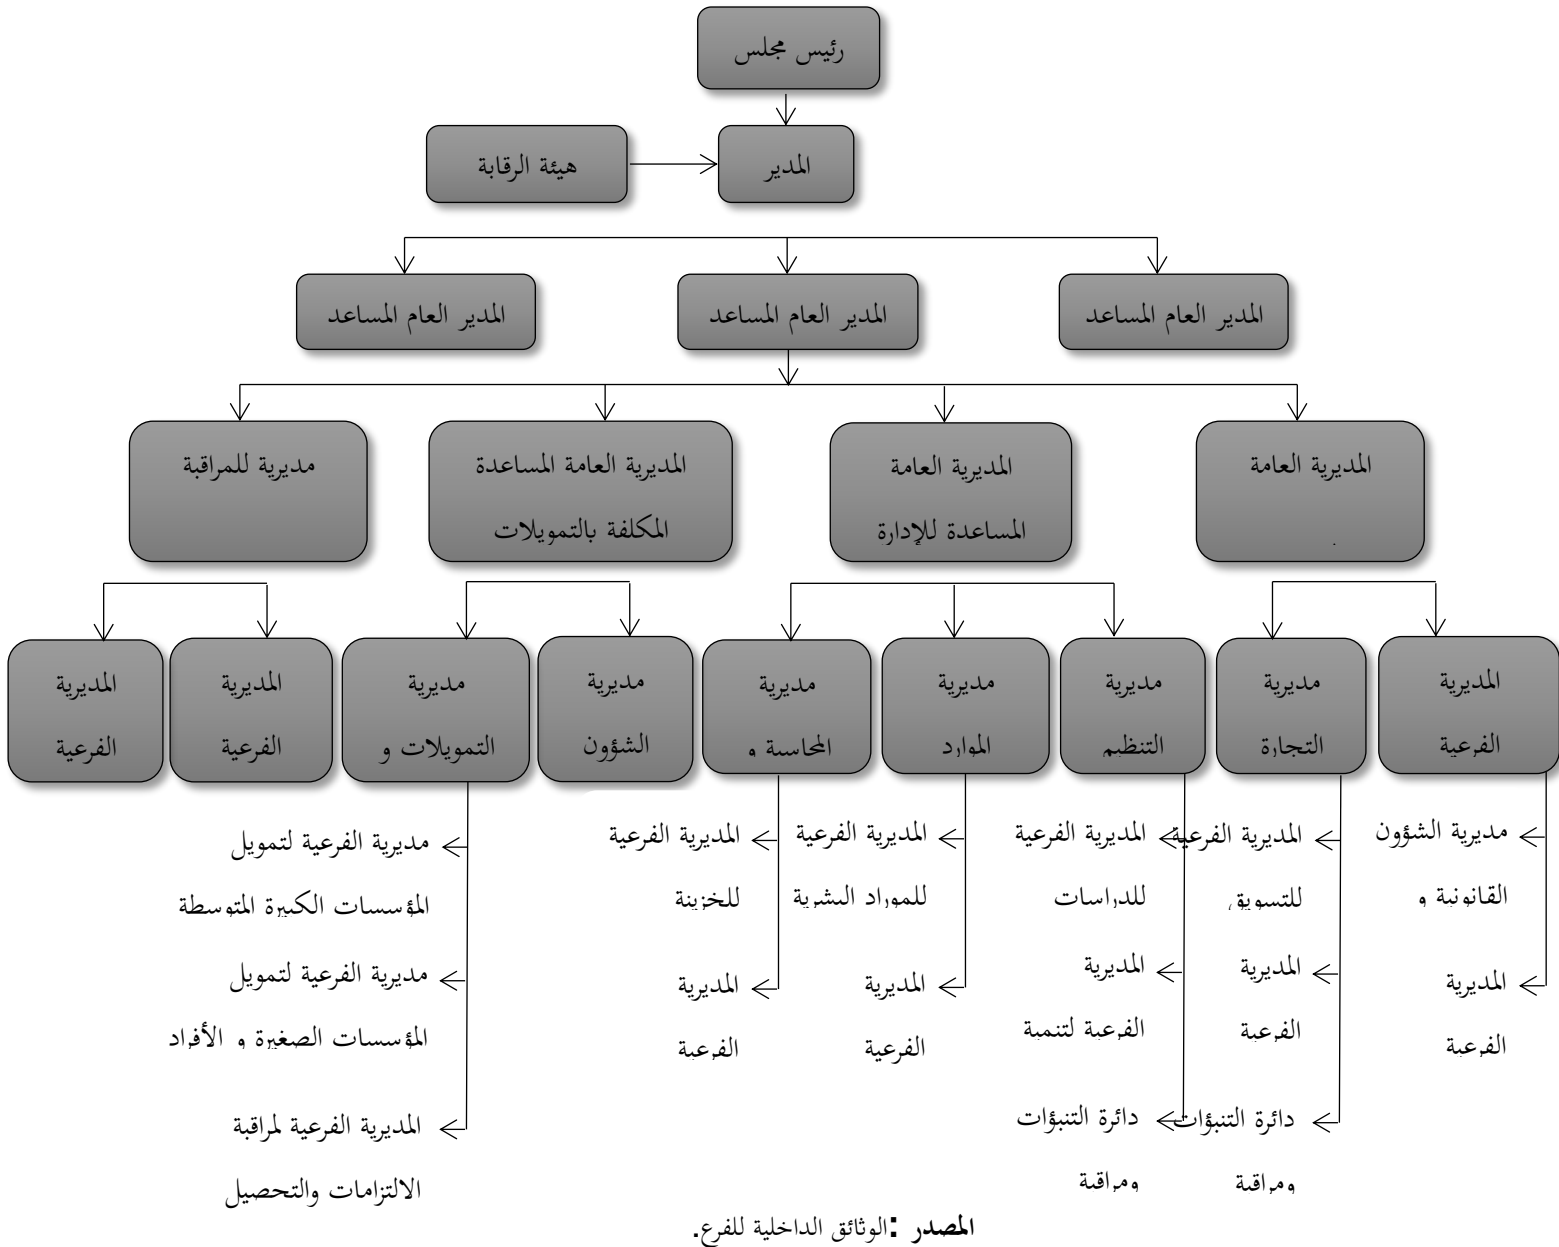 رئيس مجلس
المدير
هيئة الرقابة
المدير العام المساعد
المدير العام المساعد
المدير العام المساعد
المديرية العامة
المديرية العامة
المساعدة للإدارة
المديرية العامة المساعدة
المكلفة بالتمويلات
مديرية للمراقبة
المديرية
الفرعية
مديرية
التجارة
مديرية
التنظيم
مديرية
الموارد
مديرية
المحاسبة و
مديرية
الشؤون
مديرية
التمويلات و
المديرية
الفرعية
المديرية
الفرعية
مديرية الشؤون
القانونية و
المديرية
الفرعية
المديرية الفرعية
للتسويق
المديرية
الفرعية
دائرة التنبؤات
ومراقبة
المديرية الفرعية
للدراسات
المديرية
الفرعية لتنمية
دائرة التنبؤات
ومراقبة
المديرية الفرعية
للموراد البشرية
المديرية
الفرعية
المديرية الفرعية
للخزينة
المديرية
الفرعية
مديرية الفرعية لتمويل
المؤسسات الكبيرة المتوسطة
مديرية الفرعية لتمويل
المؤسسات الصغيرة و الأفراد
المديرية الفرعية لمراقبة
الالتزامات والتحصيل
المصدر :الوثائق الداخلية للفرع.